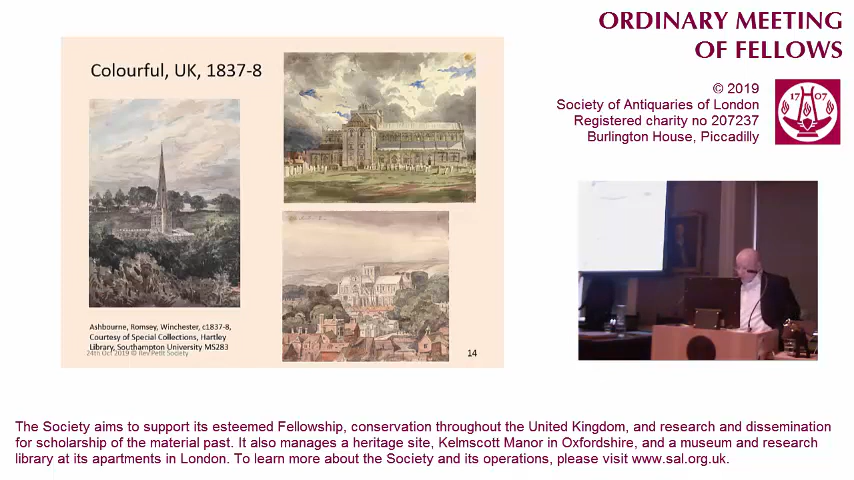 ORDINARY MEETING
OF FELLOWS
© 2019
Society of Antiquaries of London
Registered charity no 207237
Burlington House, Piccadilly
17 07
Colourful, UK, 1837-8
Ashbourne, Romsey, Winchester, c1837-8,
Courtesy of Special Collections, Hartley
Library, Southampton University MS283
24th Oct 2019 © Rev Petit Society
14
The Society aims to support its esteemed Fellowship, conservation throughout the United Kingdom, and research and dissemination
for scholarship of the material past. It also manages a heritage site, Kelmscott Manor in Oxfordshire, and a museum and research
library at its apartments in London. To learn more about the Society and its operations, please visit www.sal.org.uk.